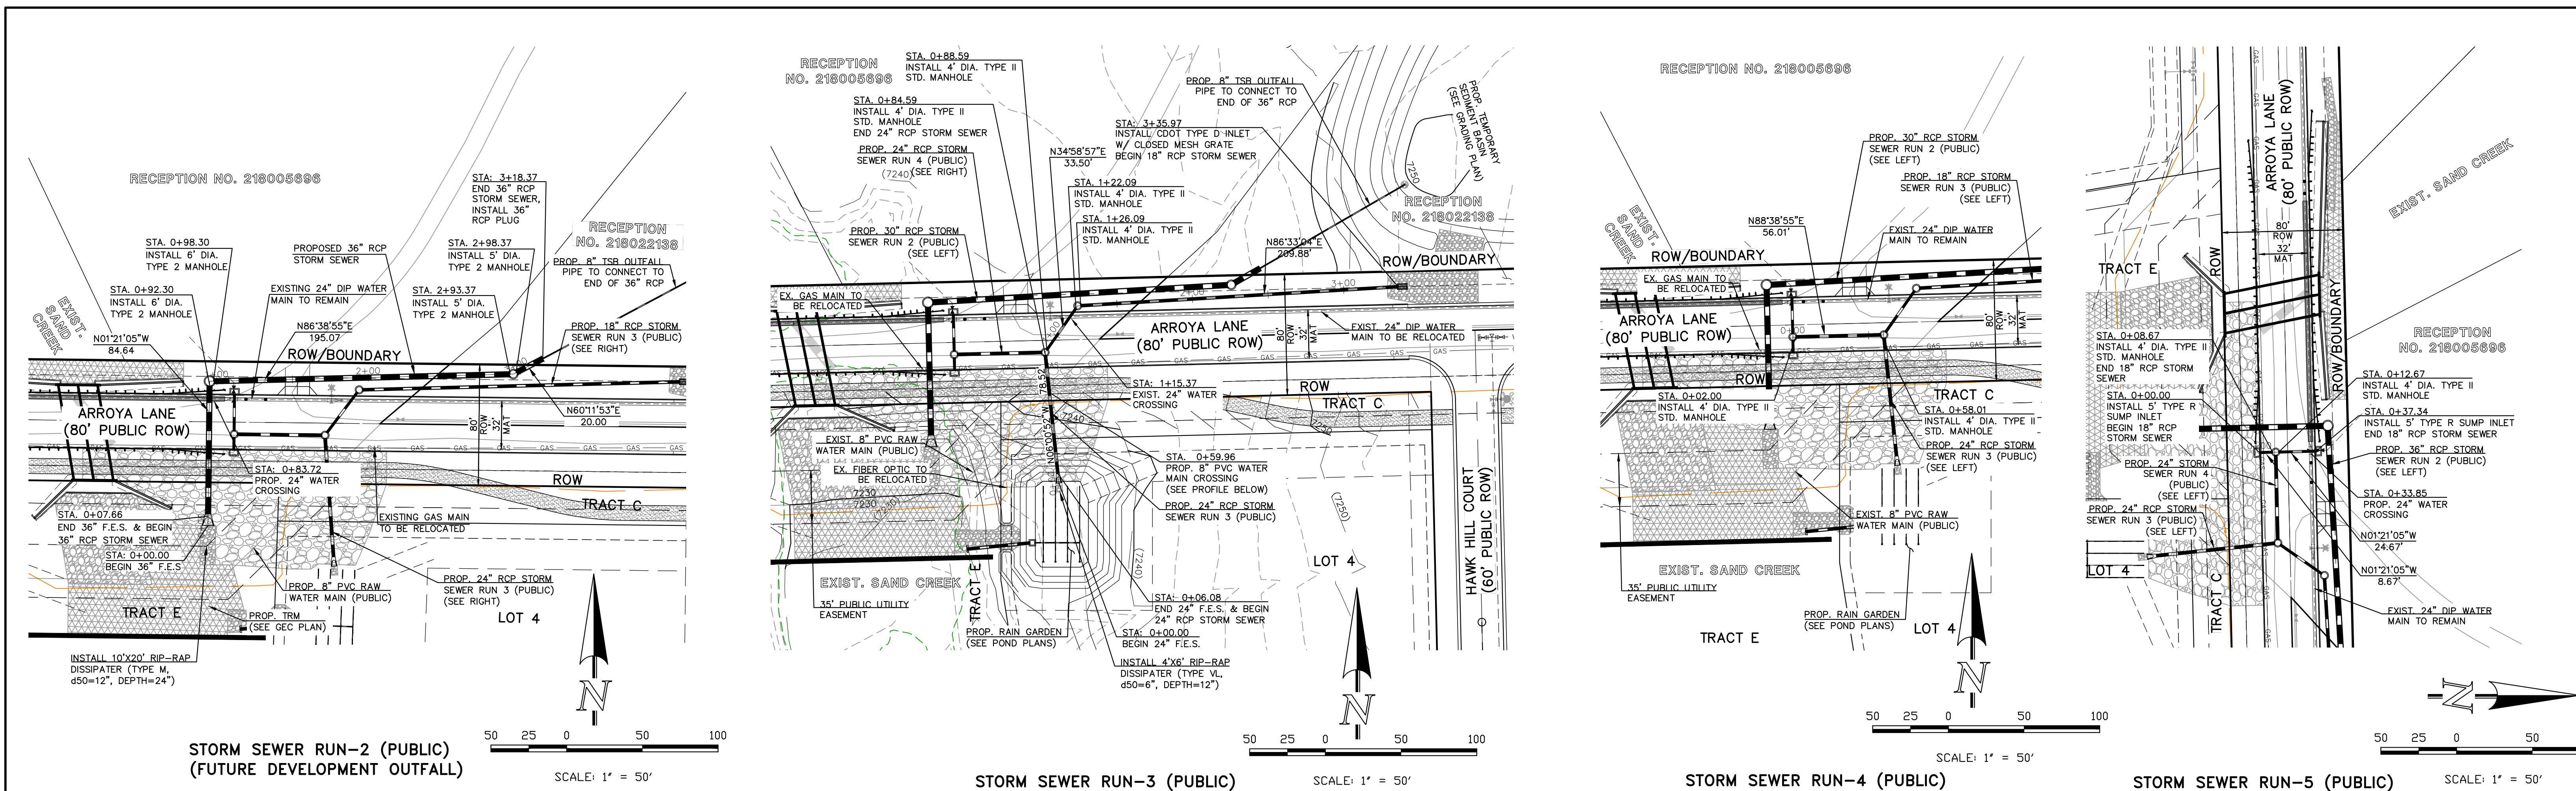 RECEPTION NO. 218005696
STA: 3+18.37
END 36" RCP
STORM SEWER,
INSTALL 36"
RCP PLUG
RECEPTION
NO. 218022138
STA. 0+98.30
INSTALL 6' DIA.
TYPE 2 MANHOLE
PROPOSED 36" RCP
STORM SEWER
STA. 2+98.37
INSTALL 5' DIA.
TYPE 2 MANHOLE
PROP. 8" TSB OUTFALL
PIPE TO CONNECT TO
END OF 36" RCP
EXIST.
SAND
CREEK
STA. 0+92.30
INSTALL 6' DIA.
TYPE 2 MANHOLE
EXISTING 24" DIP WATER
MAIN TO REMAIN
2+93.37
INSTALL 5' DIA.
TYPE 2 MANHOLE
N01°21'05"W
84.64
N86°38'55"E
195.07
PROP. 18" RCP STORM
SEWER RUN 3 (PUBLIC)
(SEE RIGHT)
ROW/BOUNDARY
2+00
ARROYA LANE
(80' PUBLIC ROW)
80'
ROW
32'
MAT
N60°11'53"E
20.00
GAS GAS GAS GAS GAS GAS
STA: 0+83.72
PROP. 24" WATER
CROSSING
ROW
TRACT C
STA. 0+07.66
END 36" F.E.S. & BEGIN
36" RCP STORM SEWER
STA: 0+00.00
BEGIN 36" F.E.S
EXISTING GAS MAIN
TO BE RELOCATED
PROP. 8" PVC RAW
WATER MAIN (PUBLIC)
PROP. 24" RCP STORM
SEWER RUN 3 (PUBLIC)
(SEE RIGHT)
TRACT E
PROP. TRM
(SEE GEC PLAN)
LOT 4
INSTALL 10'X20' RIP-RAP
DISSIPATER (TYPE M,
d50=12", DEPTH=24")
N
50 25 0 50 100
SCALE: 1" = 50'
STORM SEWER RUN-2 (PUBLIC)
(FUTURE DEVELOPMENT OUTFALL)
RECEPTION
NO. 218005696
STA. 0+88.59
INSTALL 4' DIA. TYPE II
STD. MANHOLE
PROP. 8" TSB OUTFALL
PIPE TO CONNECT TO
END OF 36" RCP
PROP. TEMPORARY
SEDIMENT BASIN
(SEE GRADING PLAN)
STA. 0+84.59
INSTALL 4' DIA. TYPE II
STD. MANHOLE
END 24" RCP STORM SEWER
STA: 3+35.97
INSTALL CDOT TYPE D INLET
W/ CLOSED MESH GRATE
BEGIN 18" RCP STORM SEWER
PROP. 24" RCP STORM
SEWER RUN 4 (PUBLIC)
(7240) (SEE RIGHT)
N34°58'57"E
33.50'
7250
STA. 1+22.09
INSTALL 4' DIA. TYPE II
STD. MANHOLE
RECEPTION
NO. 218022138
STA. 1+26.09
INSTALL 4' DIA. TYPE II
STD. MANHOLE
PROP. 30" RCP STORM
SEWER RUN 2 (PUBLIC)
(SEE LEFT)
N86°33'04"E
209.88'
ROW/BOUNDARY
EX. GAS MAIN TO
BE RELOCATED
2+00
3+00
ARROYA LANE
(80' PUBLIC ROW)
80'
ROW
32'
MAT
EXIST. 24" DIP WATER
MAIN TO BE RELOCATED
GAS GAS GAS GAS GAS GAS
STA: 1+15.37
EXIST. 24" WATER
CROSSING
ROW
TRACT C
N06°00'52"W 78.52'
7240
7250
EXIST. 8" PVC RAW
WATER MAIN (PUBLIC)
EX. FIBER OPTIC TO
BE RELOCATED
7230
7230
STA. 0+59.96
PROP. 8" PVC WATER
MAIN CROSSING
(SEE PROFILE BELOW)
PROP. 24" RCP STORM
SEWER RUN 3 (PUBLIC)
(7250)
(7240)
HAWK HILL COURT
(60' PUBLIC ROW)
EXIST. SAND CREEK
LOT 4
35' PUBLIC UTILITY
EASEMENT
TRACT E
STA: 0+06.08
END 24" F.E.S. & BEGIN
24" RCP STORM SEWER
STA: 0+00.00
BEGIN 24" F.E.S.
PROP. RAIN GARDEN
(SEE POND PLANS)
INSTALL 4'X6' RIP-RAP
DISSIPATER (TYPE VL,
d50=6", DEPTH=12")
N
50 25 0 50 100
SCALE: 1" = 50'
STORM SEWER RUN-3 (PUBLIC)
RECEPTION NO. 218005696
PROP. 30" RCP STORM
SEWER RUN 2 (PUBLIC)
(SEE LEFT)
PROP. 18" RCP STORM
SEWER RUN 3 (PUBLIC)
(SEE LEFT)
EXIST.
SAND
CREEK
N88°38'55"E
56.01'
EXIST. 24" DIP WATER
MAIN TO REMAIN
ROW/BOUNDARY
EX. GAS MAIN TO
BE RELOCATED
ARROYA LANE
(80' PUBLIC ROW)
0+00
80'
ROW
32'
MAT
ROW
STA. 0+02.00
INSTALL 4' DIA. TYPE II
STD. MANHOLE
TRACT C
STA. 0+58.01
INSTALL 4' DIA. TYPE II
STD. MANHOLE
PROP. 24" RCP STORM
SEWER RUN 3 (PUBLIC)
(SEE LEFT)
EXIST. 8" PVC RAW
WATER MAIN (PUBLIC)
EXIST. SAND CREEK
35' PUBLIC UTILITY
EASEMENT
PROP. RAIN GARDEN
(SEE POND PLANS)
LOT 4
TRACT E
N
50 25 0 50 100
SCALE: 1" = 50'
STORM SEWER RUN-4 (PUBLIC)
ARROYA LANE
(80' PUBLIC ROW)
EXIST. SAND CREEK
80'
ROW
32'
MAT
TRACT E
ROW
ROW/BOUNDARY
RECEPTION
NO. 218005696
STA. 0+08.67
INSTALL 4' DIA. TYPE II
STD. MANHOLE
END 18" RCP STORM
SEWER
STA. 0+00.00
INSTALL 5' TYPE R
SUMP INLET
BEGIN 18" RCP
STORM SEWER
STA. 0+12.67
INSTALL 4' DIA. TYPE II
STD. MANHOLE
STA. 0+37.34
INSTALL 5' TYPE R SUMP INLET
END 18" RCP STORM SEWER
PROP. 36" RCP STORM
SEWER RUN 2 (PUBLIC)
(SEE LEFT)
PROP. 24" STORM
SEWER RUN 4
(PUBLIC)
(SEE LEFT)
STA. 0+33.85
PROP. 24" WATER
CROSSING
PROP. 24" RCP STORM
SEWER RUN 3 (PUBLIC)
(SEE LEFT)
N01°21'05"W
24.67'
LOT 4
N01°21'05"W
8.67'
TRACT C
EXIST. 24" DIP WATER
MAIN TO REMAIN
N
50 25 0 50
SCALE: 1" = 50'
STORM SEWER RUN-5 (PUBLIC)